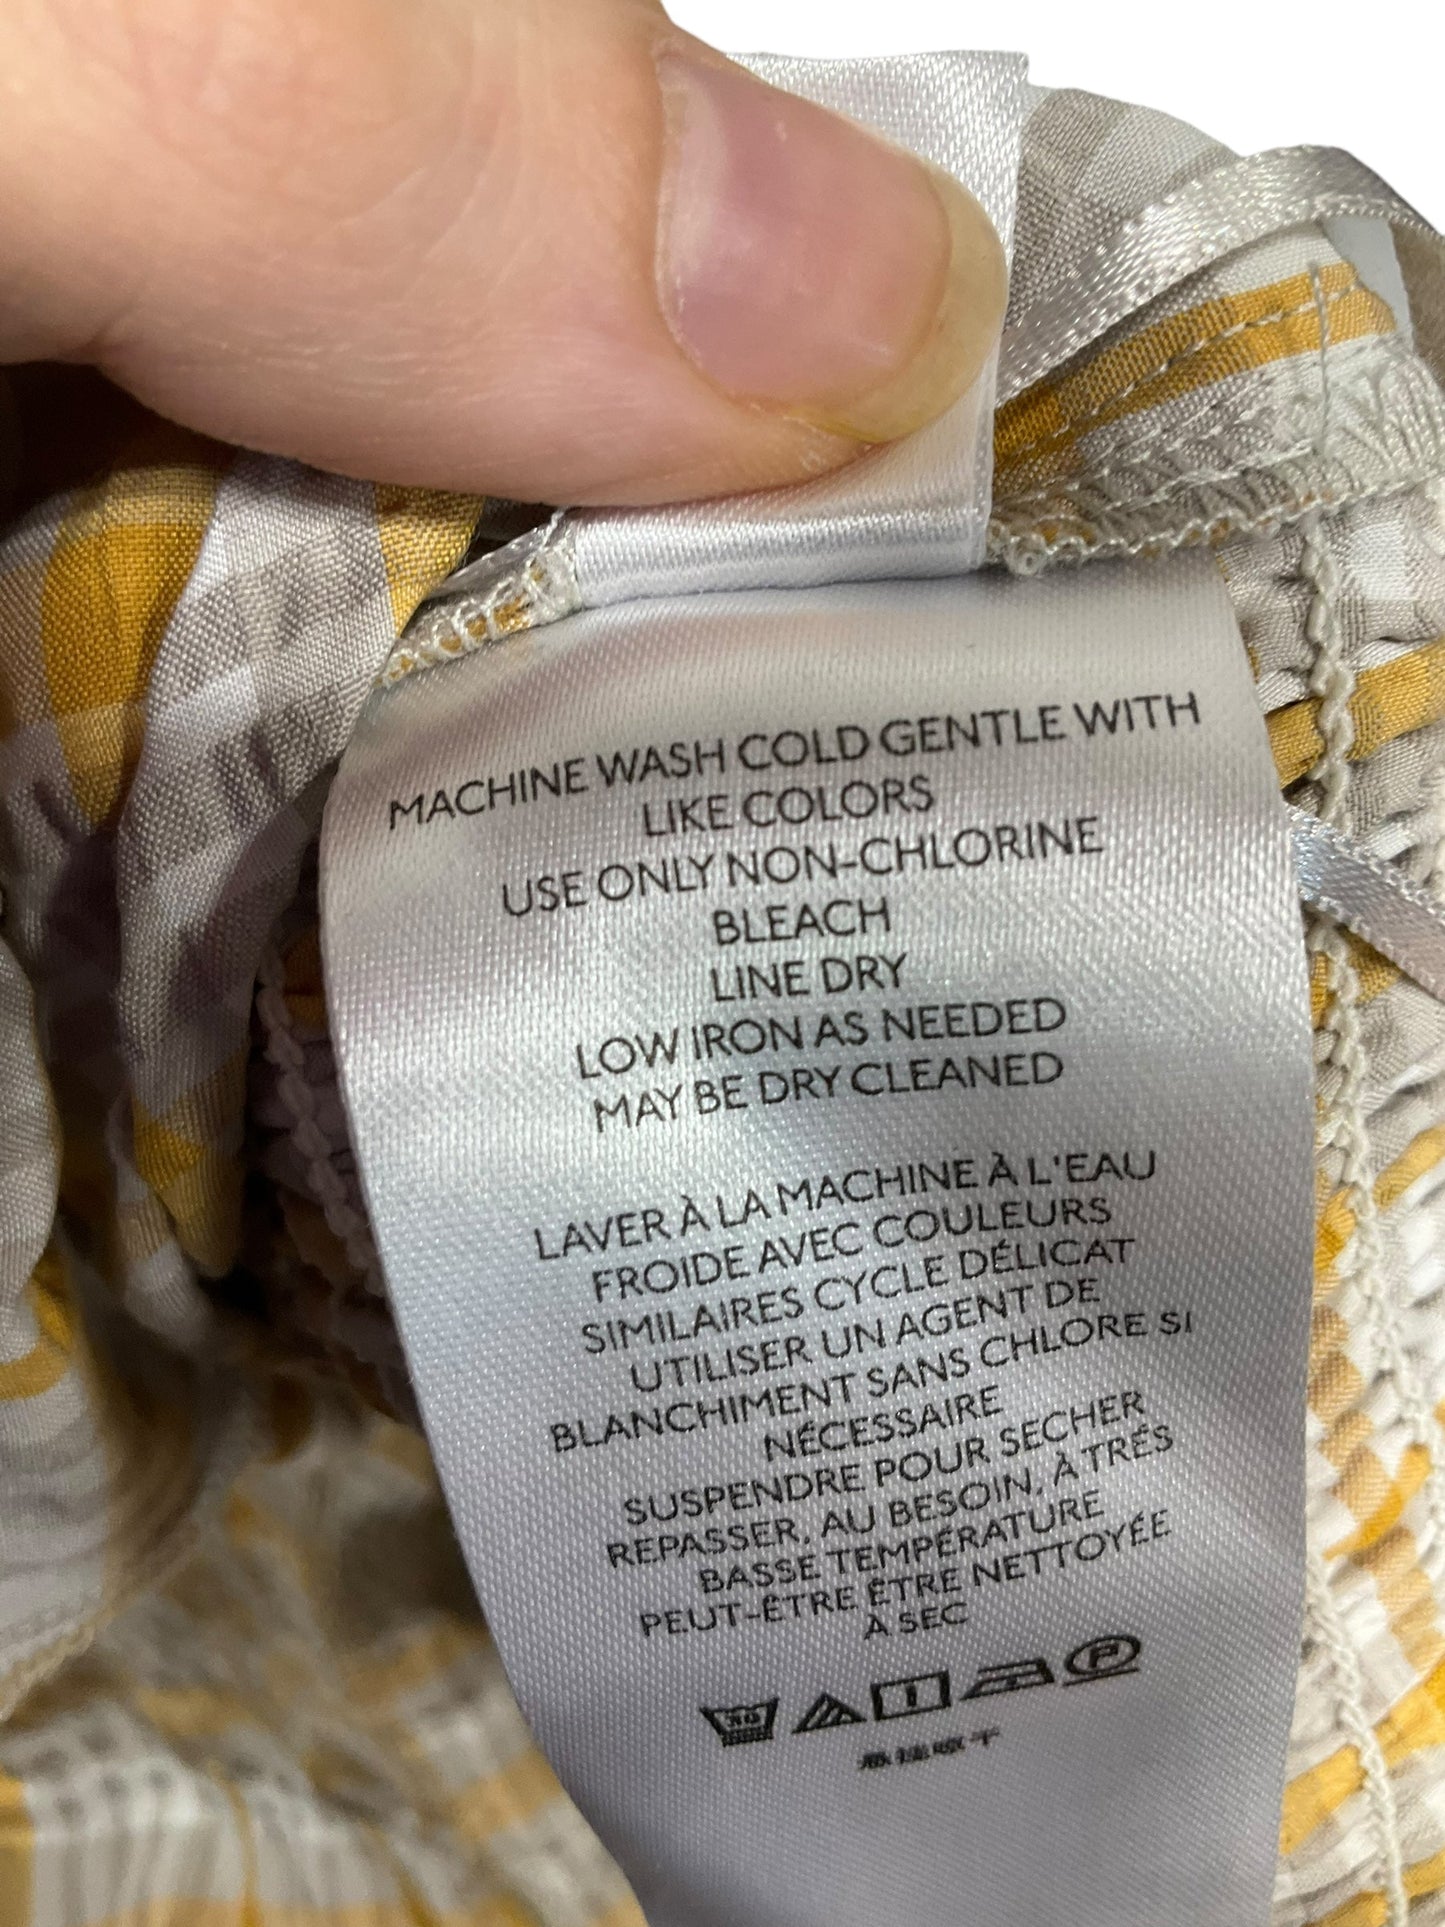 MACHINE WASH COLD GENTLE WITH
LIKE COLORS
USE ONLY NON-CHLORINE
BLEACH
LINE DRY
LOW IRON AS NEEDED
MAY BE DRY CLEANED
LAVER À LA MACHINE À L'EAU
FROIDE AVEC COULEURS
SIMILAIRES CYCLE DÉLICAT
UTILISER UN AGENT DE
BLANCHIMENT SANS CHLORE SI
NÉCESSAIRE
SUSPENDRE POUR SECHER
REPASSER, AU BESOIN, À TRÉS
BASSE TEMPÉRATURE
PEUT-ÊTRE ÊTRE NETTOYÉE
À SEC
P